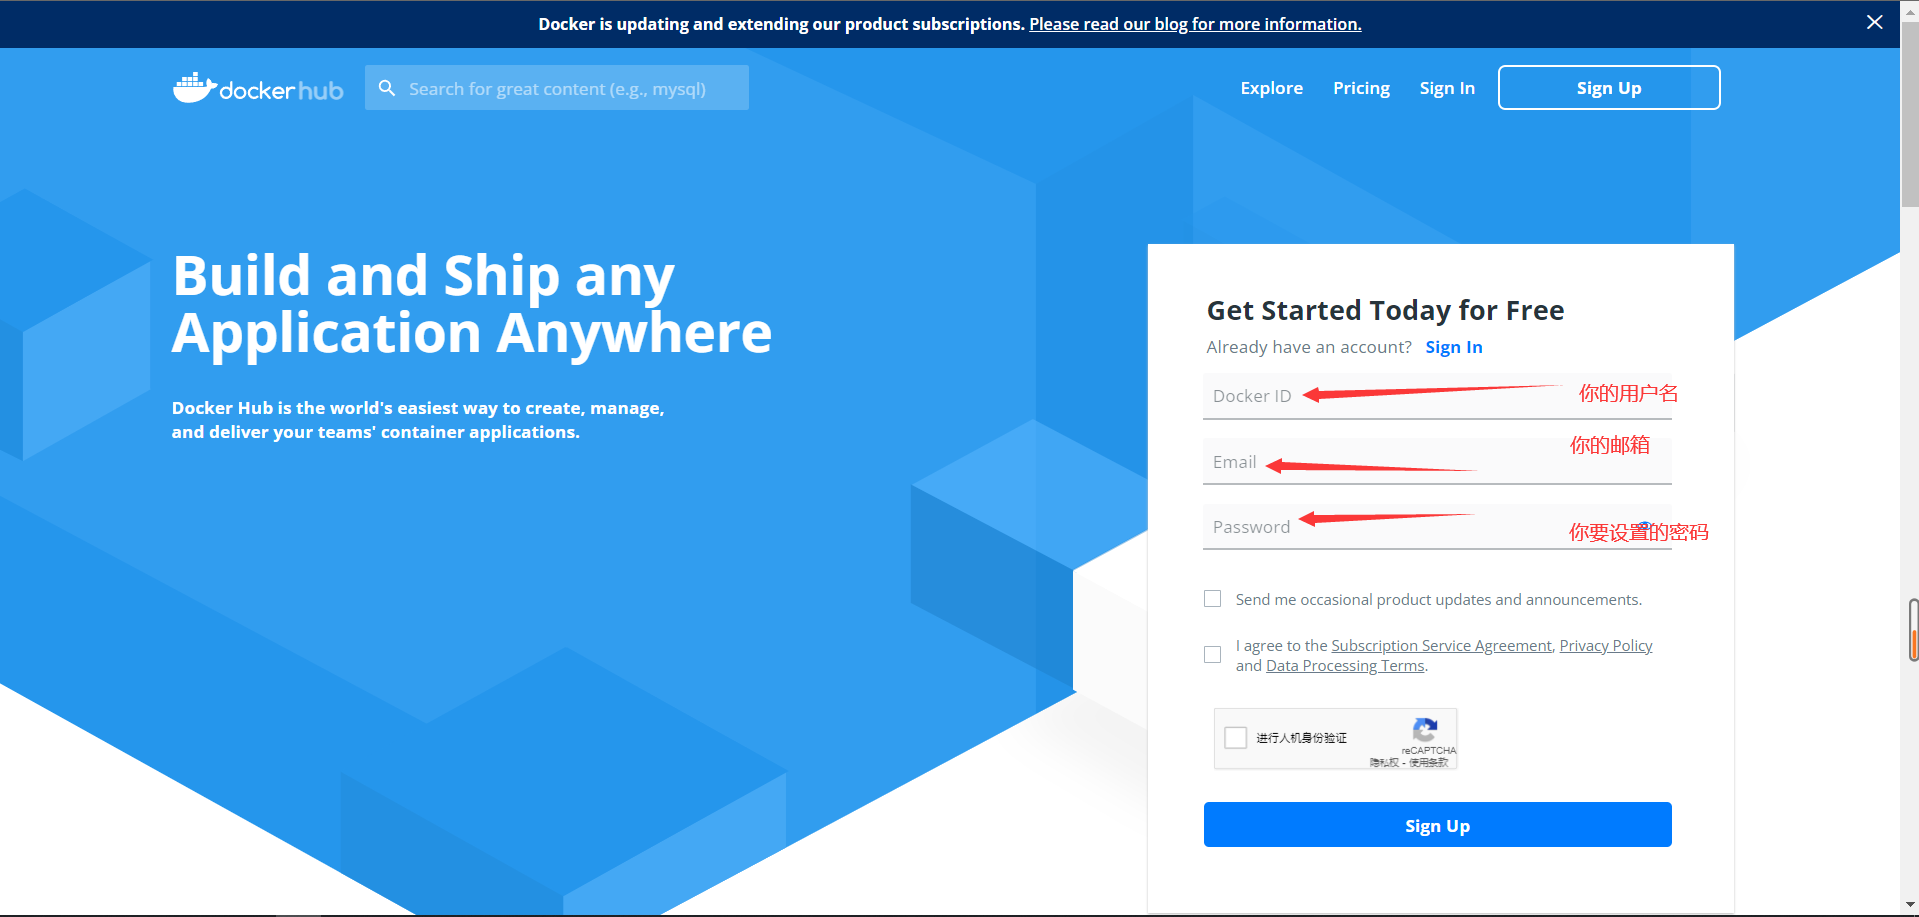 Docker is updating and extending our product subscriptions. Please read our blog for more information.
docker hub
Search for great content (e.g., mysql)
Explore
Pricing
Sign In
Sign Up
Build and Ship any
Application Anywhere
Docker Hub is the world's easiest way to create, manage,
and deliver your teams' container applications.
Get Started Today for Free
Already have an account? Sign In
Docker ID
你的用户名
你的邮箱
Email
Password
你要设置的密码
Send me occasional product updates and announcements.
I agree to the Subscription Service Agreement, Privacy Policy
and Data Processing Terms.
进行人机身份验证
reCAPTCHA
隐私权 - 使用条款
Sign Up